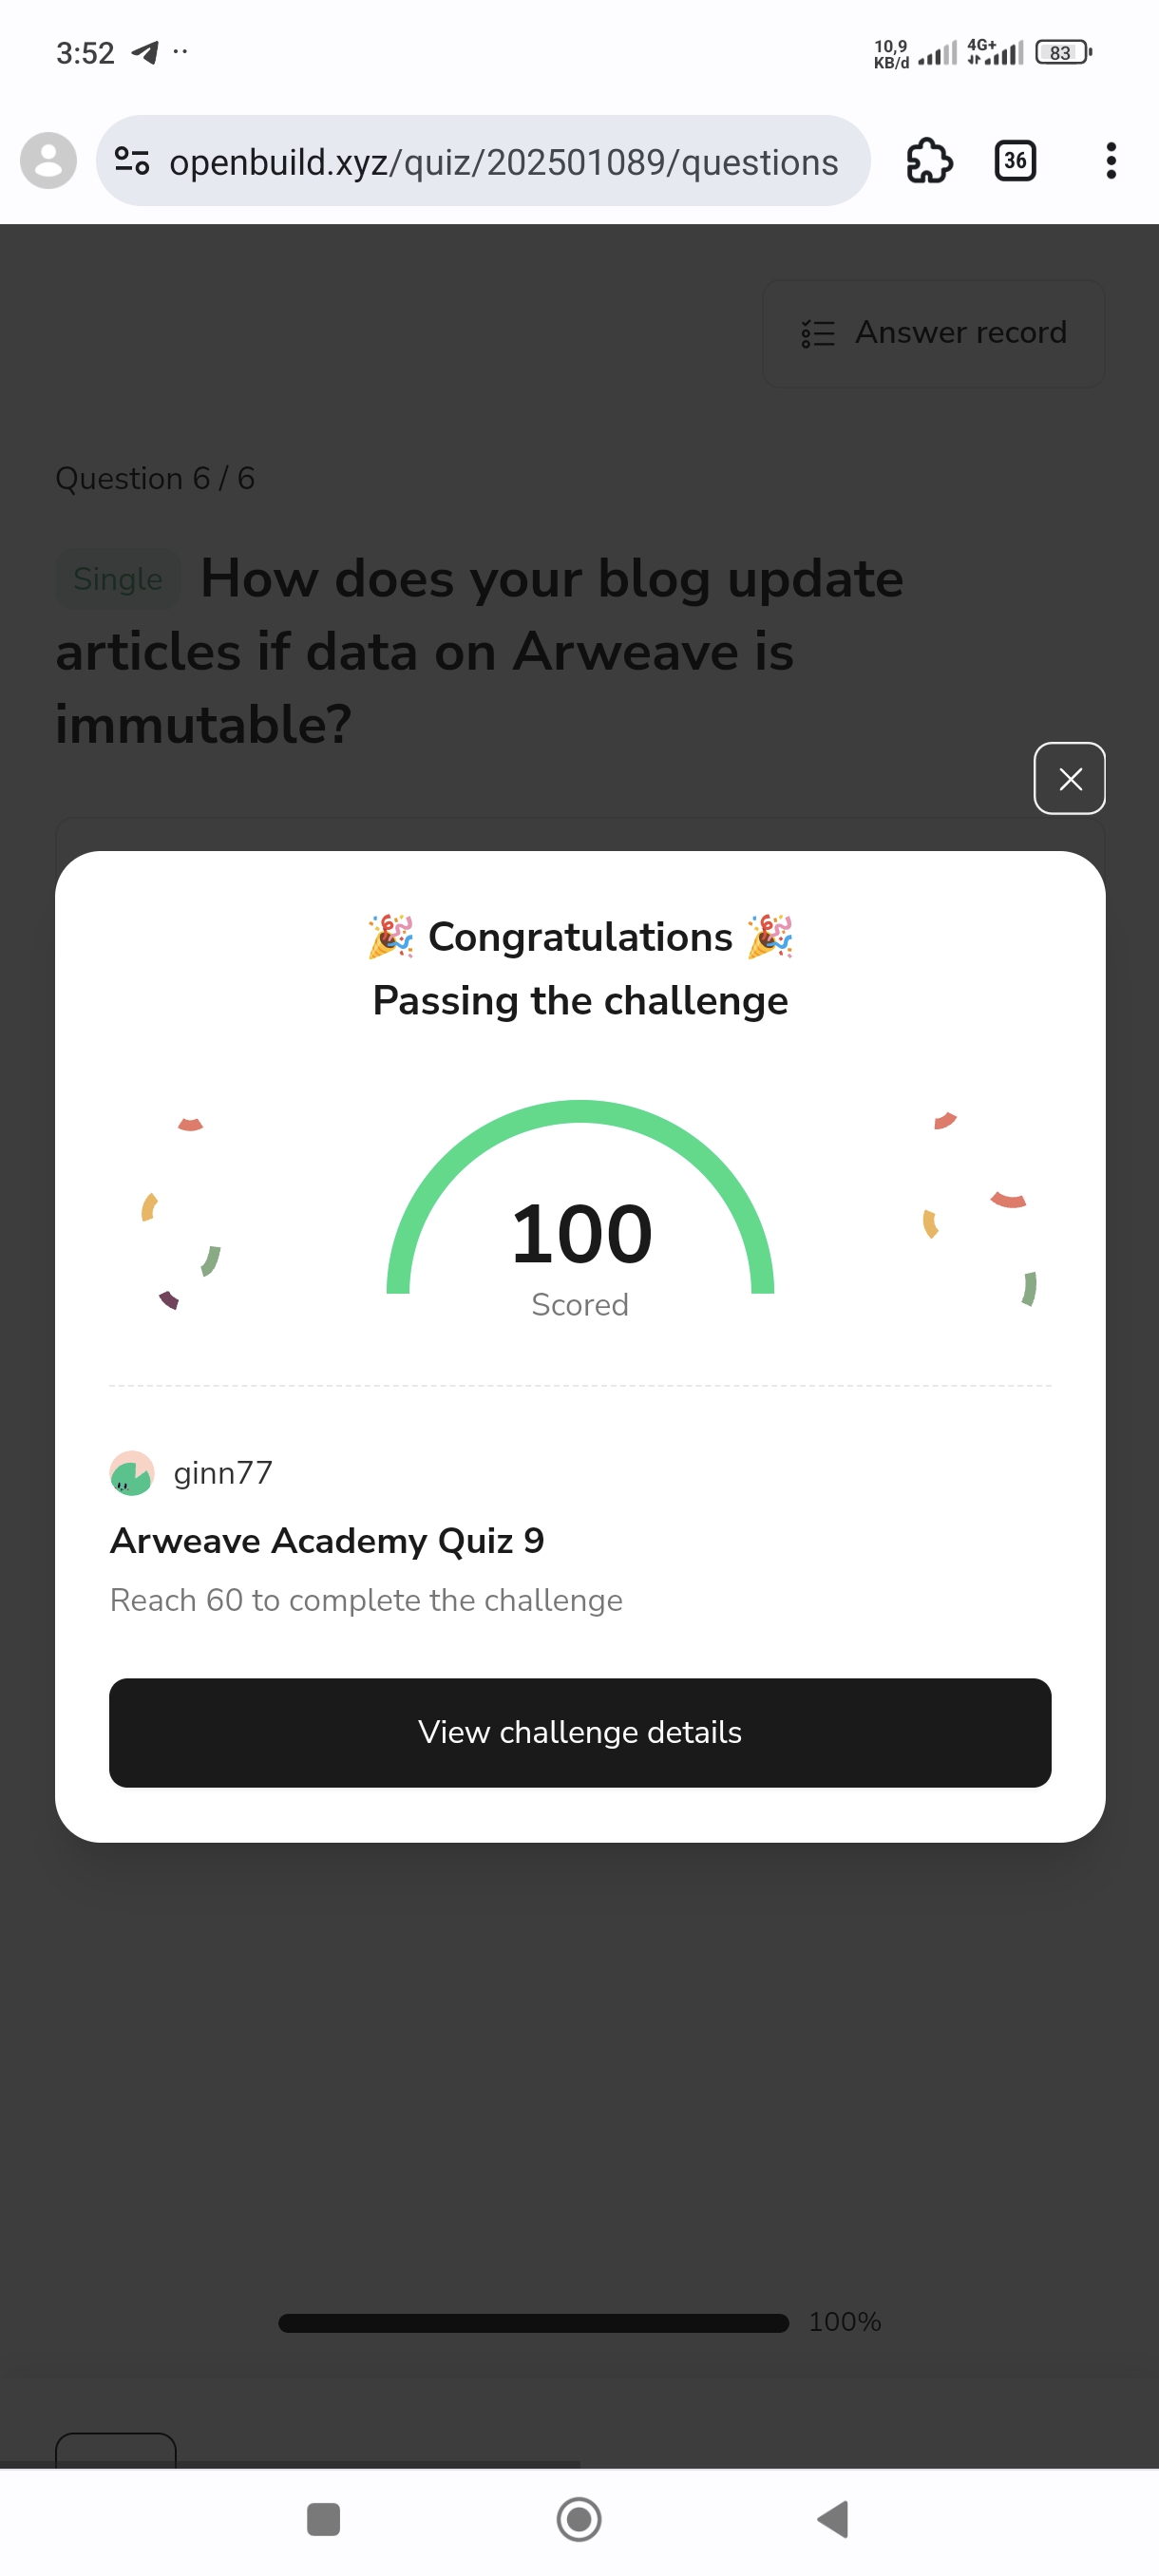 3:52
10,9
KB/d
4G+
83
openbuild.xyz/quiz/202501089/questions
36
Answer record
Question 6 / 6
Single How does your blog update
articles if data on Arweave is
immutable?
🎉 Congratulations 🎉
Passing the challenge
100
Scored
ginn77
Arweave Academy Quiz 9
Reach 60 to complete the challenge
View challenge details
100%